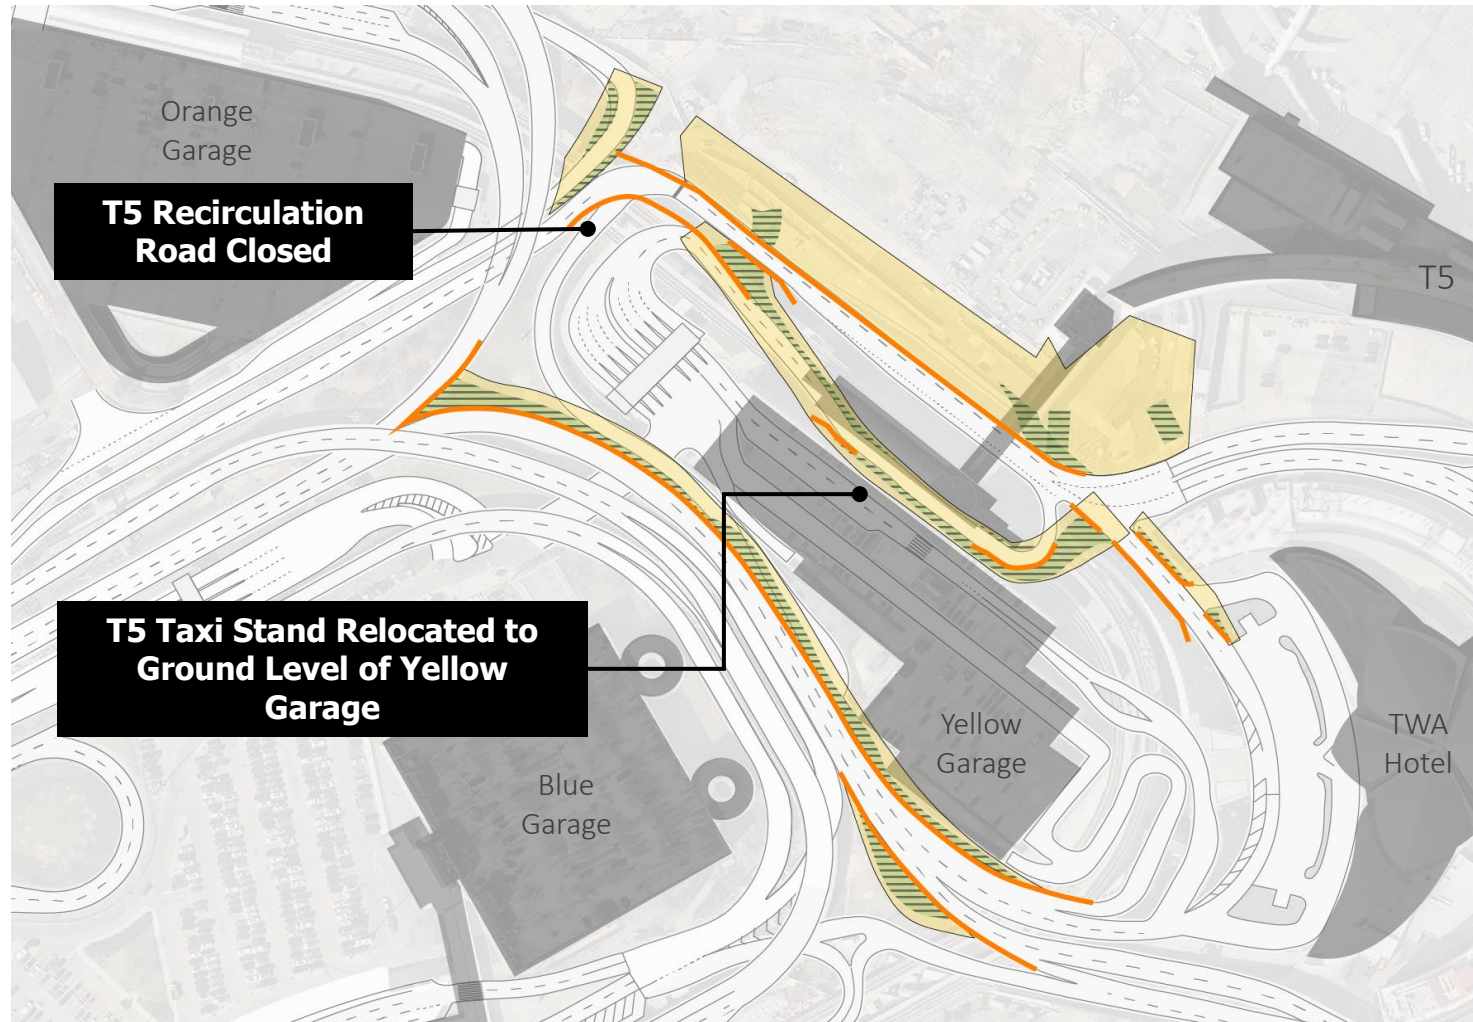 Orange
Garage
T5 Recirculation
Road Closed
T5
T5 Taxi Stand Relocated to
Ground Level of Yellow
Garage
Yellow
Garage
TWA
Hotel
Blue
Garage